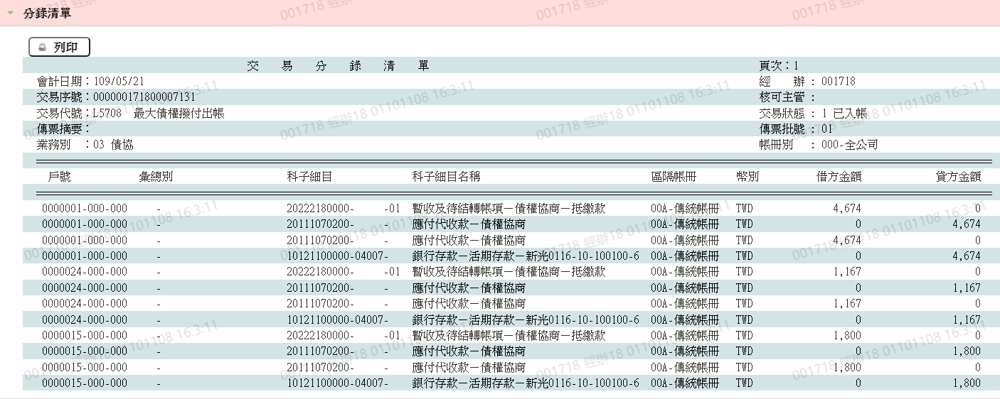 分錄清單
列印
交 易 分 錄 清 單 頁次：1
會計日期：109/05/21 經 辦 ：001718
交易序號：000000171800007131 核可主管 ：
交易代號：L5708 最大債權撥付出帳 交易狀態 ：1 已入帳
傳票摘要： 傳票批號 ：01
業務別 ：03 債協 帳冊別 ：000-全公司
戶號 彙總別 科子細目 科子細目名稱 區隔帳冊 幣別 借方金額 貸方金額
0000001-000-000 - 20222180000- -01 暫收及待結轉帳項－債權協商－抵繳款 00A-傳統帳冊 TWD 4,674 0
0000001-000-000 - 20111070200- - 應付代收款－債權協商 00A-傳統帳冊 TWD 0 4,674
0000001-000-000 - 20111070200- - 應付代收款－債權協商 00A-傳統帳冊 TWD 4,674 0
0000001-000-000 - 10121100000-04007- 銀行存款－活期存款－新光0116-10-100100-6 00A-傳統帳冊 TWD 0 4,674
0000024-000-000 - 20222180000- -01 暫收及待結轉帳項－債權協商－抵繳款 00A-傳統帳冊 TWD 1,167 0
0000024-000-000 - 20111070200- - 應付代收款－債權協商 00A-傳統帳冊 TWD 0 1,167
0000024-000-000 - 20111070200- - 應付代收款－債權協商 00A-傳統帳冊 TWD 1,167 0
0000024-000-000 - 10121100000-04007- 銀行存款－活期存款－新光0116-10-100100-6 00A-傳統帳冊 TWD 0 1,167
0000015-000-000 - 20222180000- -01 暫收及待結轉帳項－債權協商－抵繳款 00A-傳統帳冊 TWD 1,800 0
0000015-000-000 - 20111070200- - 應付代收款－債權協商 00A-傳統帳冊 TWD 0 1,800
0000015-000-000 - 20111070200- - 應付代收款－債權協商 00A-傳統帳冊 TWD 1,800 0
0000015-000-000 - 10121100000-04007- 銀行存款－活期存款－新光0116-10-100100-6 00A-傳統帳冊 TWD 0 1,800
001718 經辦18 01101108 16:3:11